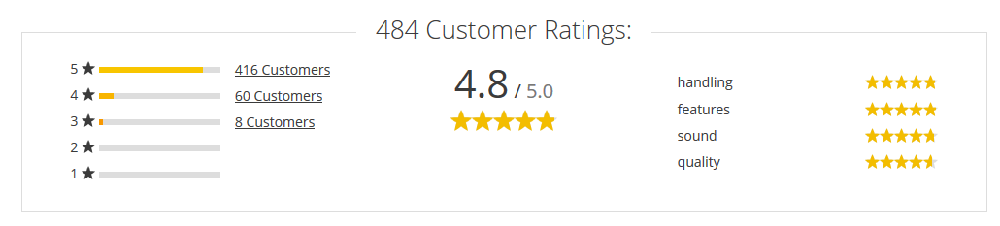 484 Customer Ratings:
5 ★ 416 Customers
4 ★ 60 Customers
3 ★ 8 Customers
2 ★
1 ★
4.8 / 5.0
handling
features
sound
quality